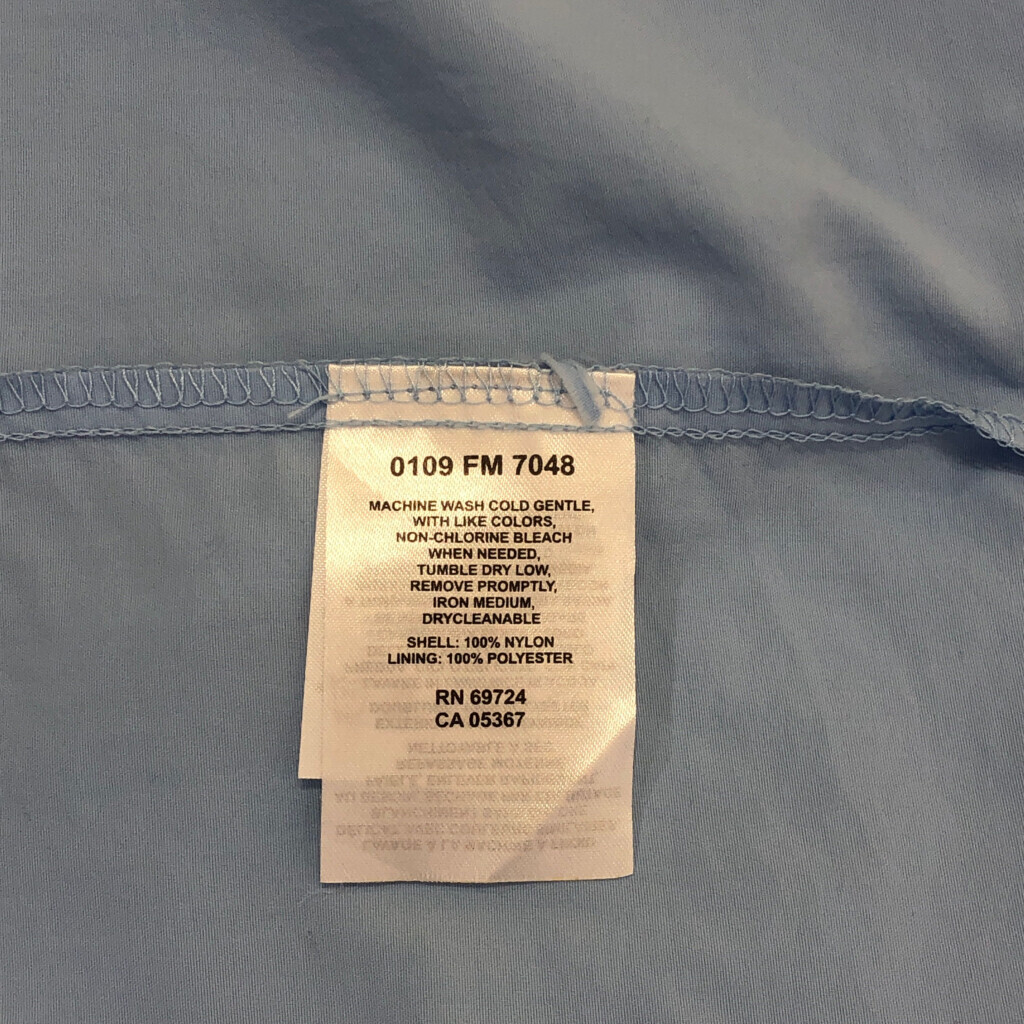 0109 FM 7048
MACHINE WASH COLD GENTLE,
WITH LIKE COLORS,
NON-CHLORINE BLEACH
WHEN NEEDED,
TUMBLE DRY LOW,
REMOVE PROMPTLY,
IRON MEDIUM,
DRYCLEANABLE
SHELL: 100% NYLON
LINING: 100% POLYESTER
RN 69724
CA 05367